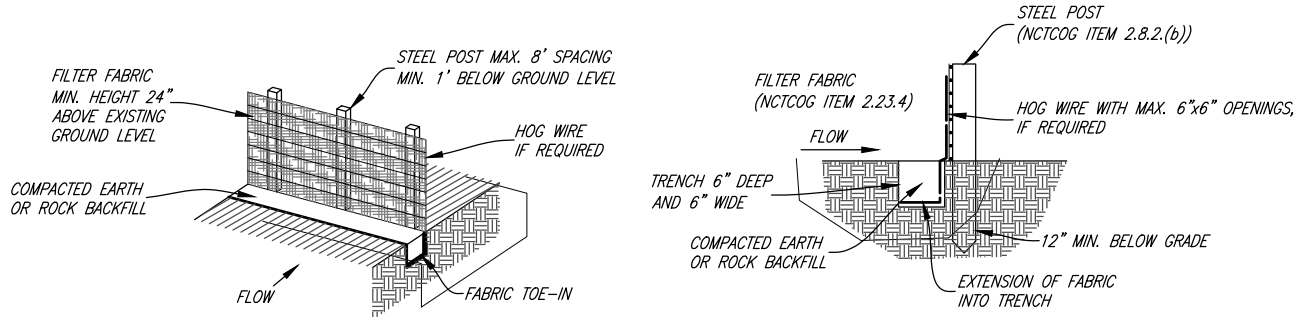 FILTER FABRIC
MIN. HEIGHT 24"
ABOVE EXISTING
GROUND LEVEL
STEEL POST MAX. 8' SPACING
MIN. 1' BELOW GROUND LEVEL
HOG WIRE
IF REQUIRED
COMPACTED EARTH
OR ROCK BACKFILL
FLOW
FABRIC TOE-IN
STEEL POST
(NCTCOG ITEM 2.8.2.(b))
FILTER FABRIC
(NCTCOG ITEM 2.23.4)
HOG WIRE WITH MAX. 6"x6" OPENINGS,
IF REQUIRED
FLOW
TRENCH 6" DEEP
AND 6" WIDE
COMPACTED EARTH
OR ROCK BACKFILL
12" MIN. BELOW GRADE
EXTENSION OF FABRIC
INTO TRENCH